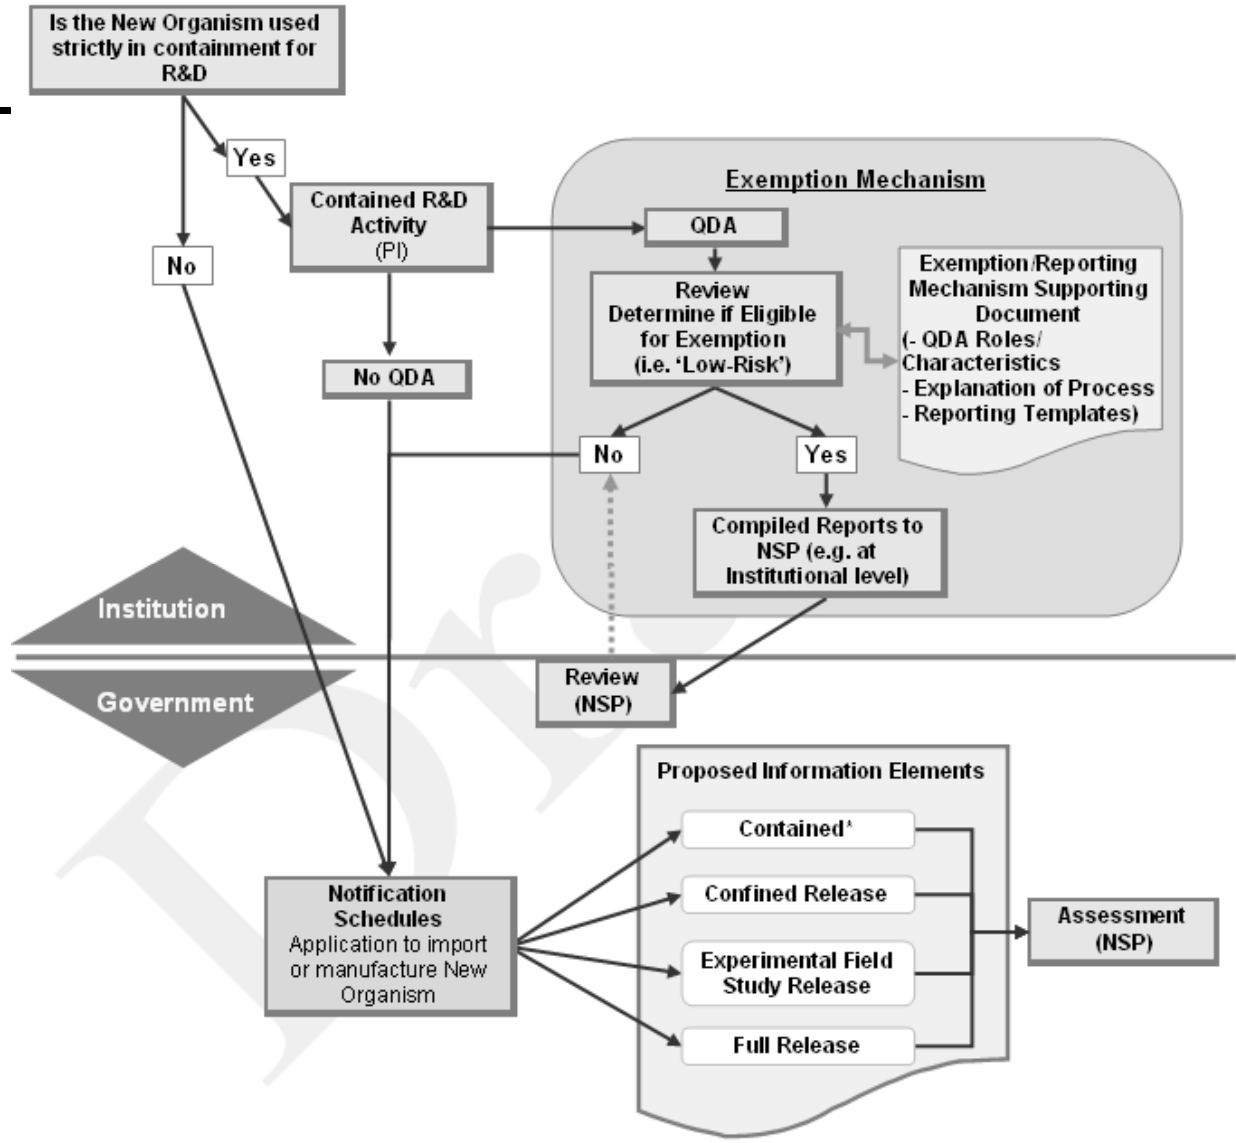 Is the New Organism used
strictly in containment for
R&D
Yes
No
Contained R&D
Activity
(PI)
No QDA
Exemption Mechanism
QDA
Review
Determine if Eligible
for Exemption
(i.e. ‘Low-Risk’)
Exemption/Reporting
Mechanism Supporting
Document
(- QDA Roles/
Characteristics
- Explanation of Process
- Reporting Templates)
No
Yes
Compiled Reports to
NSP (e.g. at
Institutional level)
Institution
Government
Review
(NSP)
Notification
Schedules
Application to import
or manufacture New
Organism
Proposed Information Elements
Contained*
Confined Release
Experimental Field
Study Release
Full Release
Assessment
(NSP)